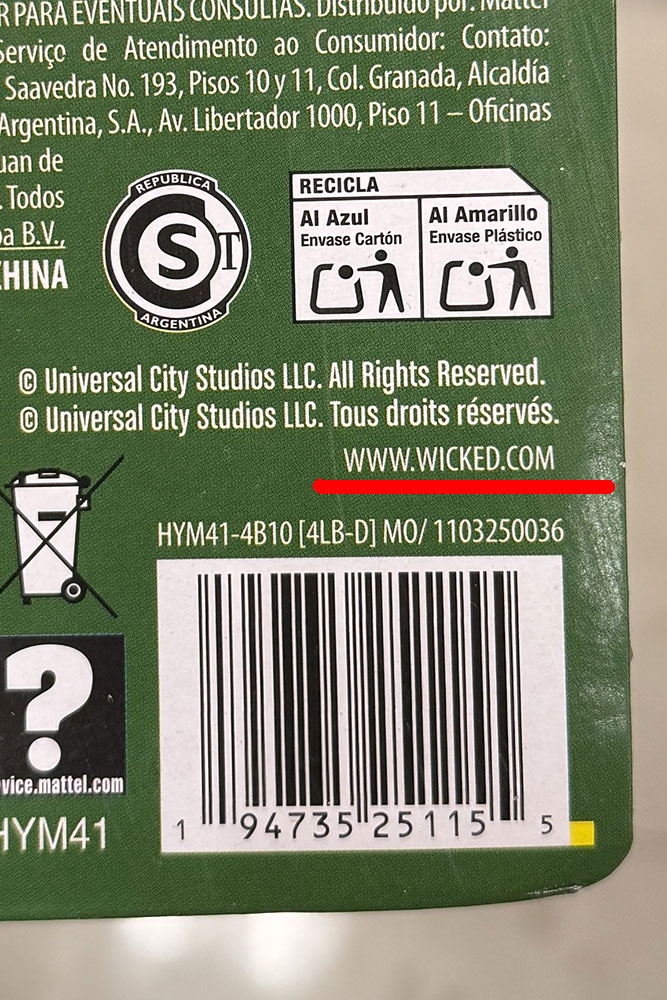 R PARA EVENTUAIS CONSULTAS. Distribuído por: Mattel
Serviço de Atendimento ao Consumidor: Contato:
Saavedra No. 193, Pisos 10 y 11, Col. Granada, Alcaldía
Argentina, S.A., Av. Libertador 1000, Piso 11 – Oficinas
uan de
. Todos
pa B.V.,
CHINA
REPUBLICA
S
T
ARGENTINA
RECICLA
Al Azul
Envase Cartón
Al Amarillo
Envase Plástico
© Universal City Studios LLC. All Rights Reserved.
© Universal City Studios LLC. Tous droits réservés.
WWW.WICKED.COM
HYM41-4B10 [4LB-D] MO/ 1103250036
?
vice.mattel.com
HYM41
1 94735 25115 5